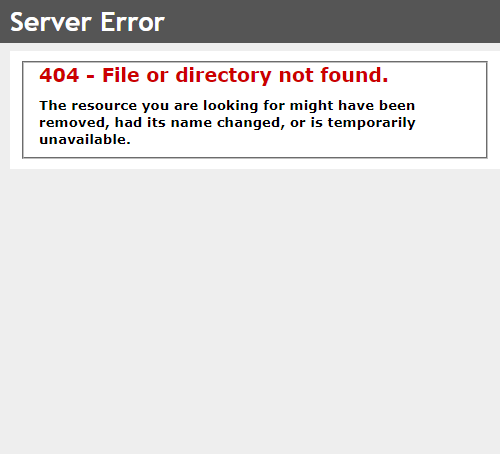 Server Error
404 - File or directory not found.
The resource you are looking for might have been
removed, had its name changed, or is temporarily
unavailable.